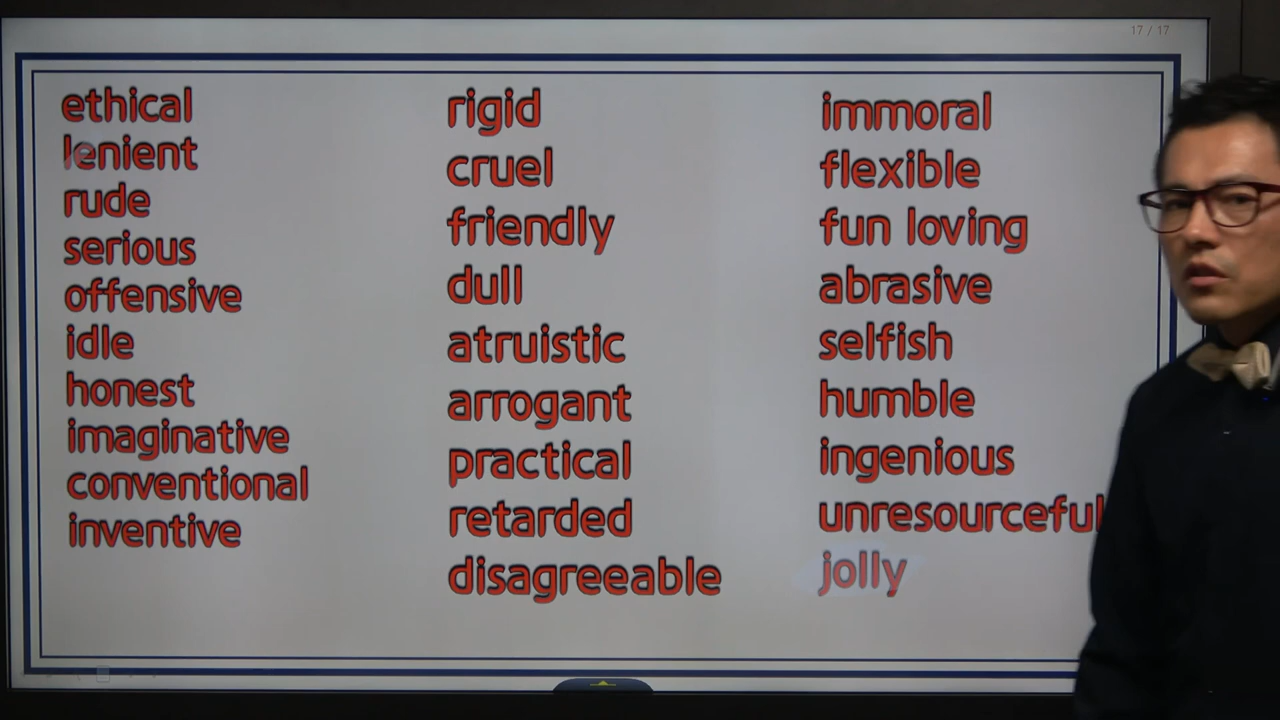 17 / 17
ethical
lenient
rude
serious
offensive
idle
honest
imaginative
conventional
inventive
rigid
cruel
friendly
dull
atruistic
arrogant
practical
retarded
disagreeable
immoral
flexible
fun loving
abrasive
selfish
humble
ingenious
unresourceful
jolly